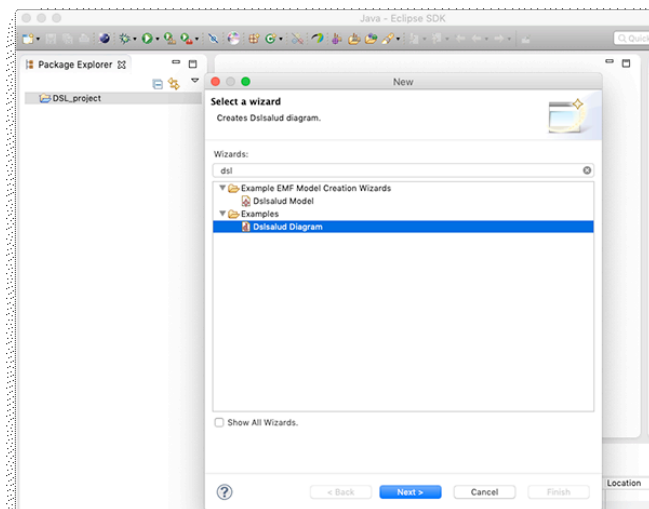 Java - Eclipse SDK
Quick
Package Explorer
DSL_project
New
Select a wizard
Creates Dslsalud diagram.
Wizards:
dsl
Example EMF Model Creation Wizards
Dslsalud Model
Examples
Dslsalud Diagram
Show All Wizards.
Location
? < Back Next > Cancel Finish